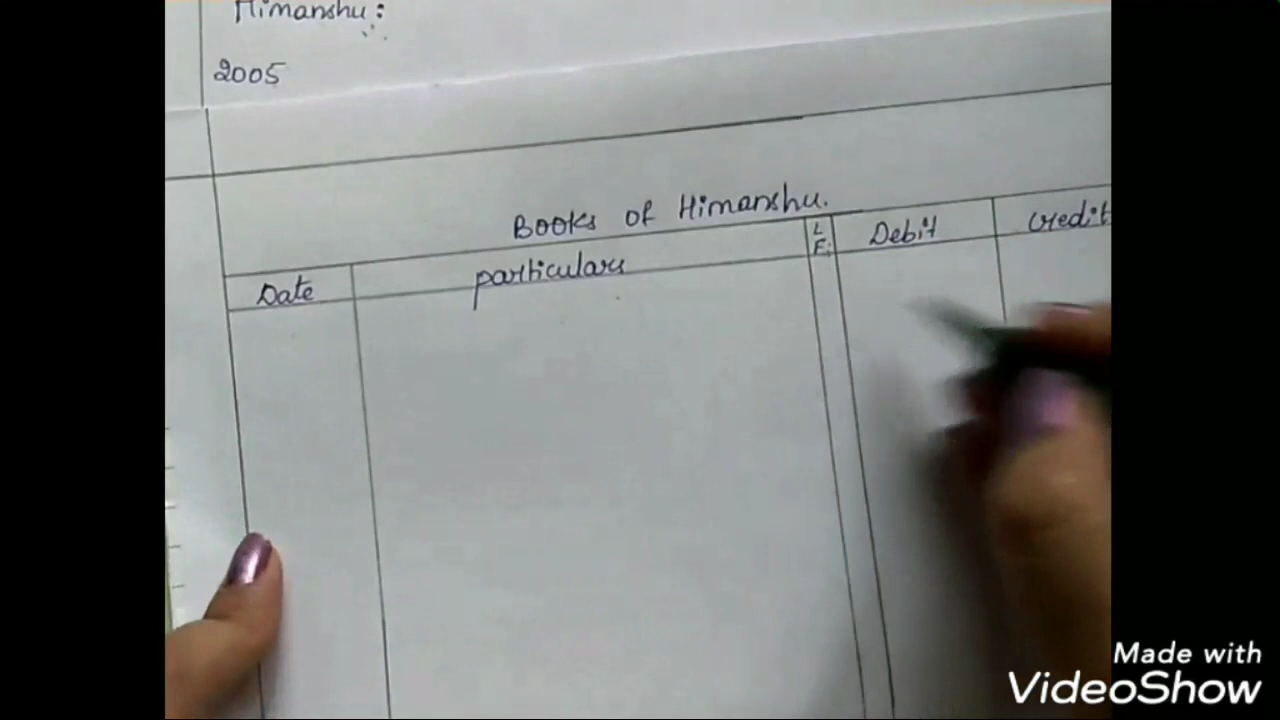 Himanshu:
2005
Books of Himanshu.
Date particulars L F. Debit Credit
Made with
VideoShow